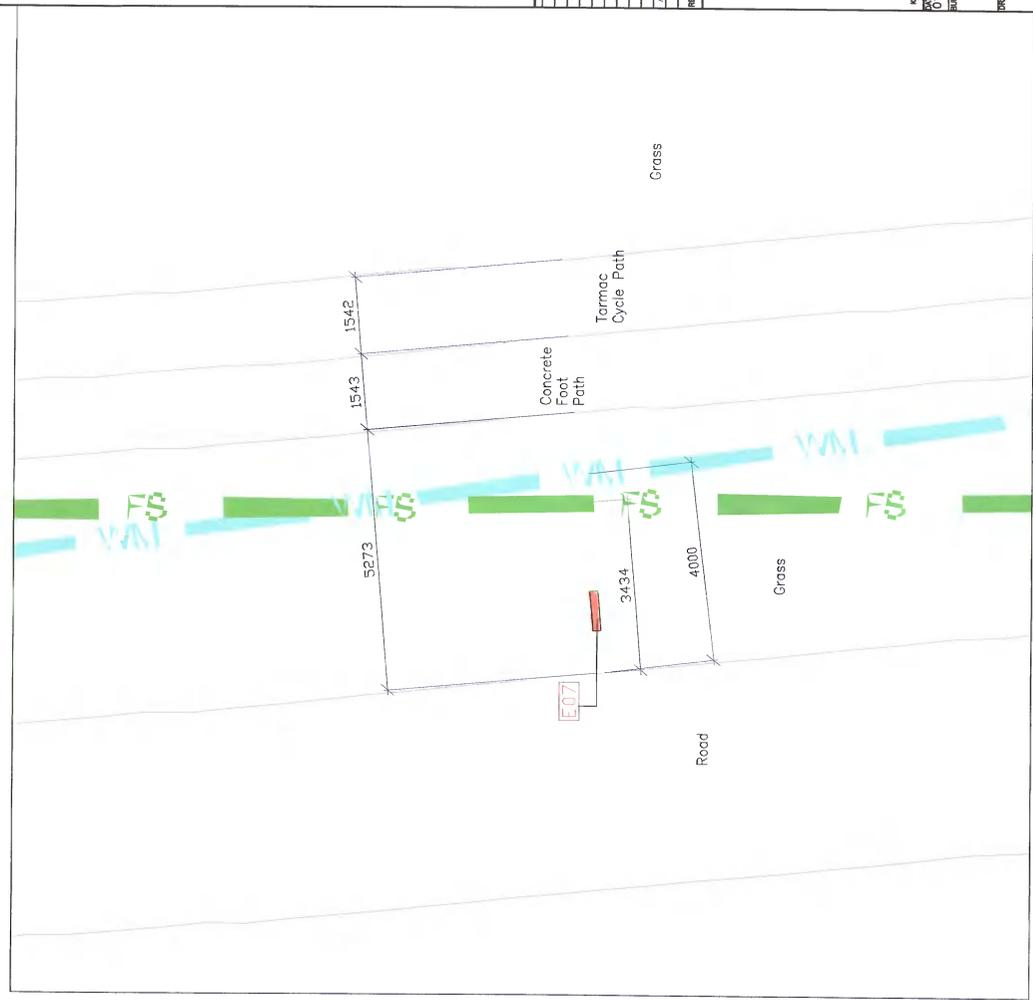 Grass
1542
Tarmac
Cycle Path
1543
Concrete
Foot
Path
WM
WM
WM
WM
FS
FS
FS
FS
5273
3434
4000
Grass
E07
Road